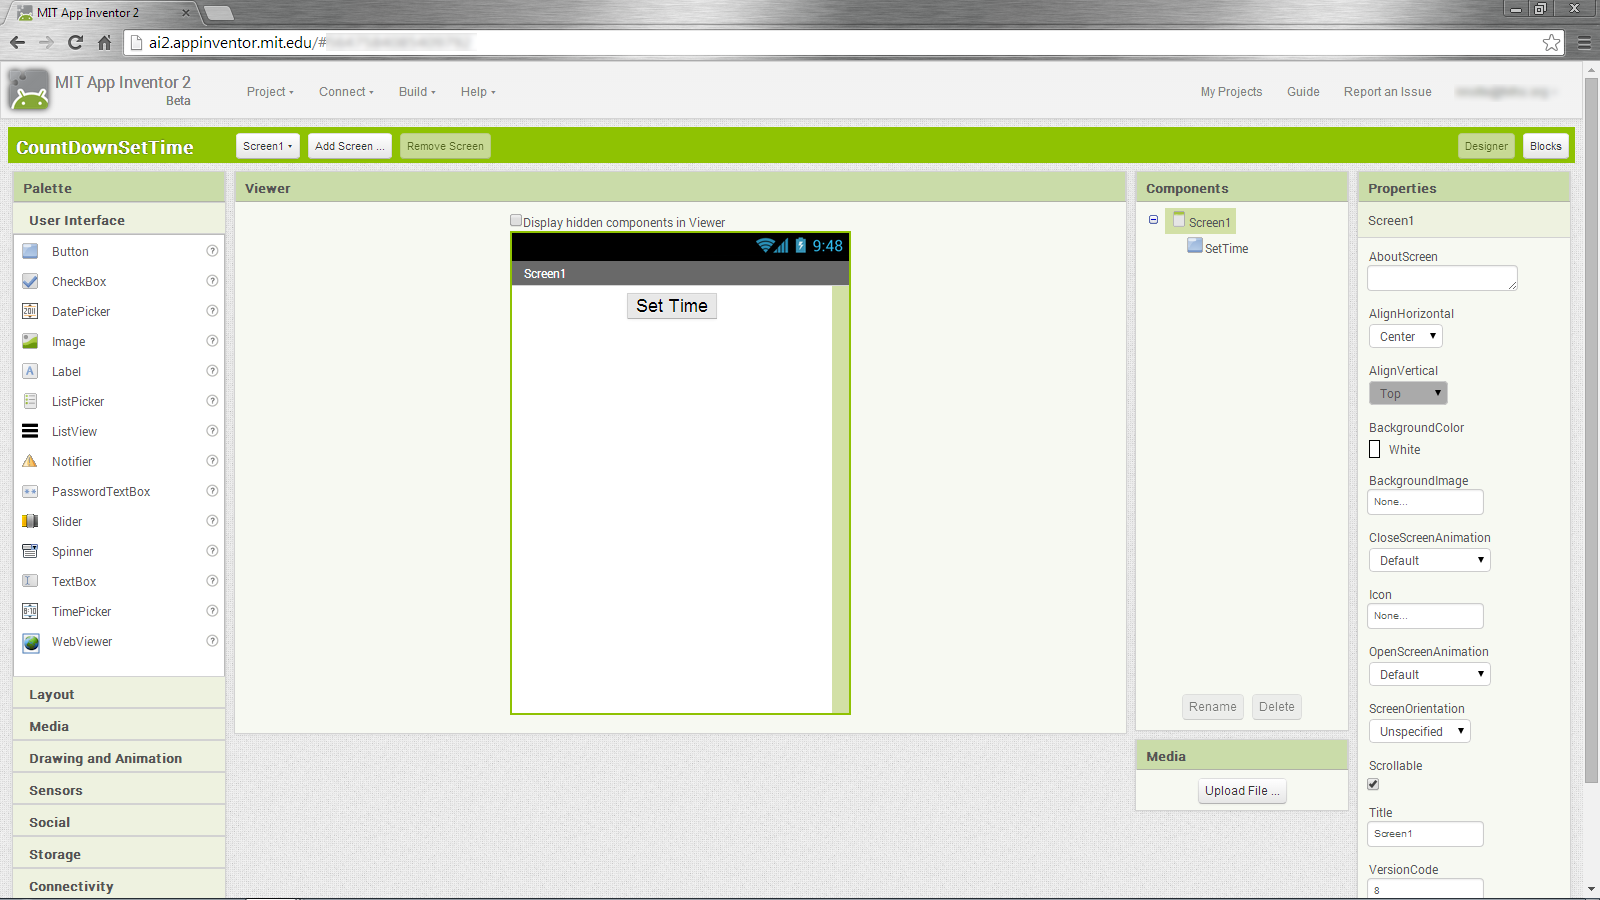 MIT App Inventor 2
ai2.appinventor.mit.edu/#
MIT App Inventor 2
Beta
Project
Connect
Build
Help
My Projects
Guide
Report an Issue
CountDownSetTime
Screen1
Add Screen ...
Remove Screen
Designer
Blocks
Palette
User Interface
Button
CheckBox
DatePicker
Image
Label
ListPicker
ListView
Notifier
PasswordTextBox
Slider
Spinner
TextBox
TimePicker
WebViewer
Layout
Media
Drawing and Animation
Sensors
Social
Storage
Connectivity
Viewer
Display hidden components in Viewer
9:48
Screen1
Set Time
Components
Screen1
SetTime
Rename
Delete
Media
Upload File ...
Properties
Screen1
AboutScreen
AlignHorizontal
Center
AlignVertical
Top
BackgroundColor
White
BackgroundImage
None...
CloseScreenAnimation
Default
Icon
None...
OpenScreenAnimation
Default
ScreenOrientation
Unspecified
Scrollable
Title
Screen1
VersionCode
8